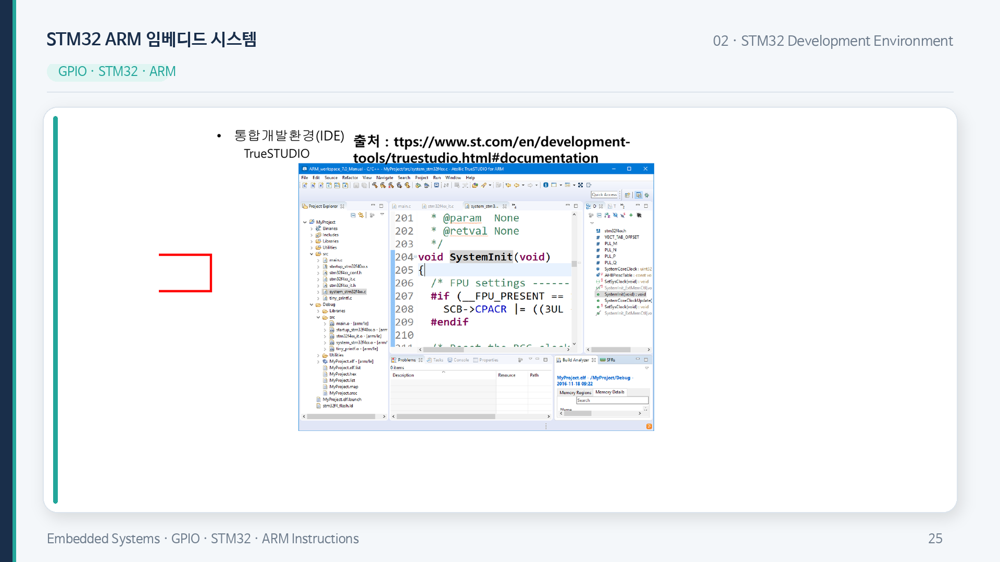 STM32 ARM 임베디드 시스템
02 · STM32 Development Environment
GPIO · STM32 · ARM
• 통합개발환경(IDE)
TrueSTUDIO
출처 : ttps://www.st.com/en/development-
tools/truestudio.html#documentation
ARM_workspace_7.0_Manual - C/C++ - MyProject/src/system_stm32f4xx.c - Atollic TrueSTUDIO for ARM
File Edit Source Refactor View Navigate Search Project Run Window Help
Quick Access
Project Explorer
MyProject
Binaries
Includes
Libraries
Utilities
src
main.c
startup_stm32f40xx.s
stm32f4xx_conf.h
stm32f4xx_it.c
stm32f4xx_it.h
system_stm32f4xx.c
tiny_printf.c
Debug
Libraries
src
main.o - [arm/le]
startup_stm32f40xx.o - [arm
stm32f4xx_it.o - [arm/le]
system_stm32f4xx.o - [arm/
tiny_printf.o - [arm/le]
Utilities
MyProject.elf - [arm/le]
MyProject.elf.list
MyProject.hex
MyProject.list
MyProject.map
MyProject.srec
MyProject.elf.launch
stm32f4_flash.ld
main.c stm32f4xx_it.c system_stm3...
201 * @param None
202 * @retval None
203 */
204 void SystemInit(void)
205 {
206 /* FPU settings ------
207 #if (__FPU_PRESENT ==
208 SCB->CPACR |= ((3UL
209 #endif
210
211 /* Reset the RCC clock
O T
stm32f4xx.h
VECT_TAB_OFFSET
PLL_M
PLL_N
PLL_P
PLL_Q
SystemCoreClock : uint32
AHBPrescTable : const vo
SetSysClock(void) : void
SystemInit_ExtMemCtl(vo
SystemInit(void) : void
SystemCoreClockUpdate(
SetSysClock(void) : void
SystemInit_ExtMemCtl(vo
Problems Tasks Console Properties
0 items
Description Resource Path
Build Analyzer SFRs
MyProject.elf - /MyProject/Debug -
2016-11-18 09:22
Memory Regions Memory Details
Search
Name
Embedded Systems · GPIO · STM32 · ARM Instructions
25